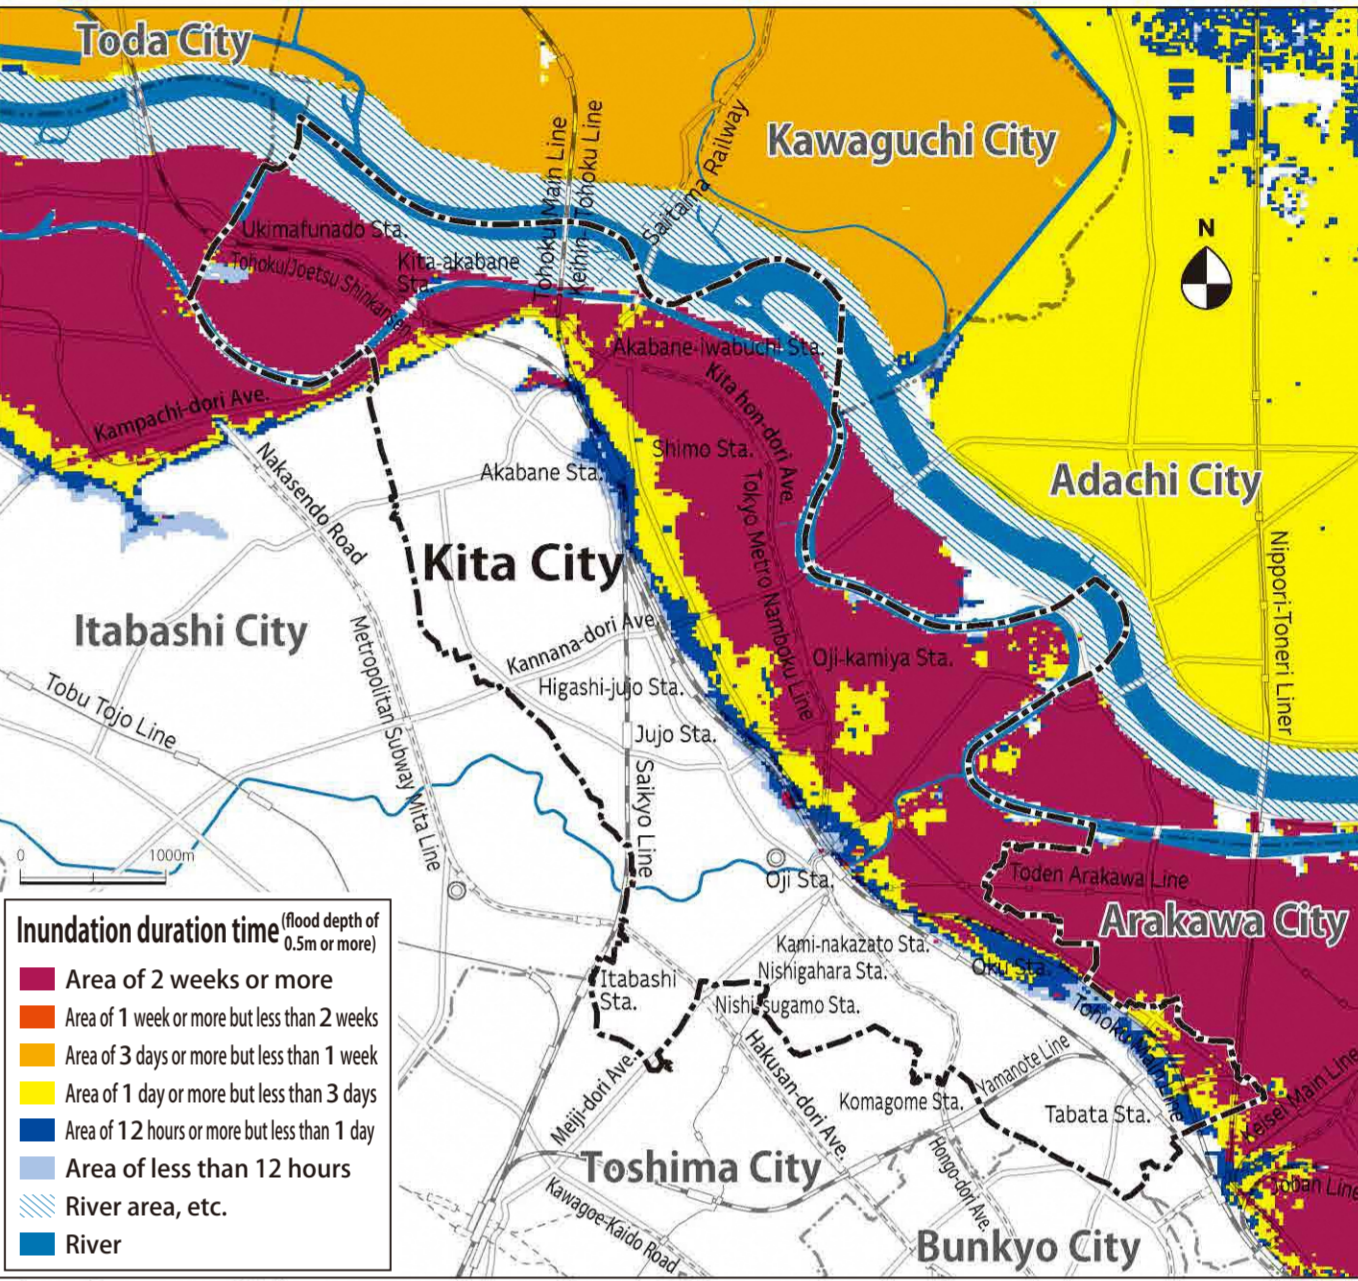 Toda City
Kawaguchi City
Tohoku Main Line
Keihin- Tohoku Line
Saitama Railway
N
Ukimafunado Sta.
Tohoku/Joetsu Shinkansen
Kita-akabane
Sta.
Akabane-iwabuchi Sta.
Kita hon-dori Ave.
Kampachi-dori Ave.
Nakasendo Road
Akabane Sta.
Shimo Sta.
Tokyo Metro Namboku Line
Adachi City
Kita City
Nippori-Toneri Liner
Itabashi City
Metropolitan Subway Mita Line
Kannana-dori Ave.
Oji-kamiya Sta.
Higashi-jujo Sta.
Tobu Tojo Line
Jujo Sta.
Saikyo Line
0
1000m
Oji Sta.
Toden Arakawa Line
Arakawa City
Kami-nakazato Sta.
Nishigahara Sta.
Oku Sta.
Itabashi
Sta.
Nishi-sugamo Sta.
Tohoku Main Line
Hakusan-dori Ave.
Meiji-dori Ave.
Yamanote Line
Komagome Sta.
Tabata Sta.
Keisei Main Line
Hongo-dori Ave.
Toshima City
Joban Line
Kawagoe-Kaido Road
Bunkyo City
Inundation duration time (flood depth of
0.5m or more)
Area of 2 weeks or more
Area of 1 week or more but less than 2 weeks
Area of 3 days or more but less than 1 week
Area of 1 day or more but less than 3 days
Area of 12 hours or more but less than 1 day
Area of less than 12 hours
River area, etc.
River